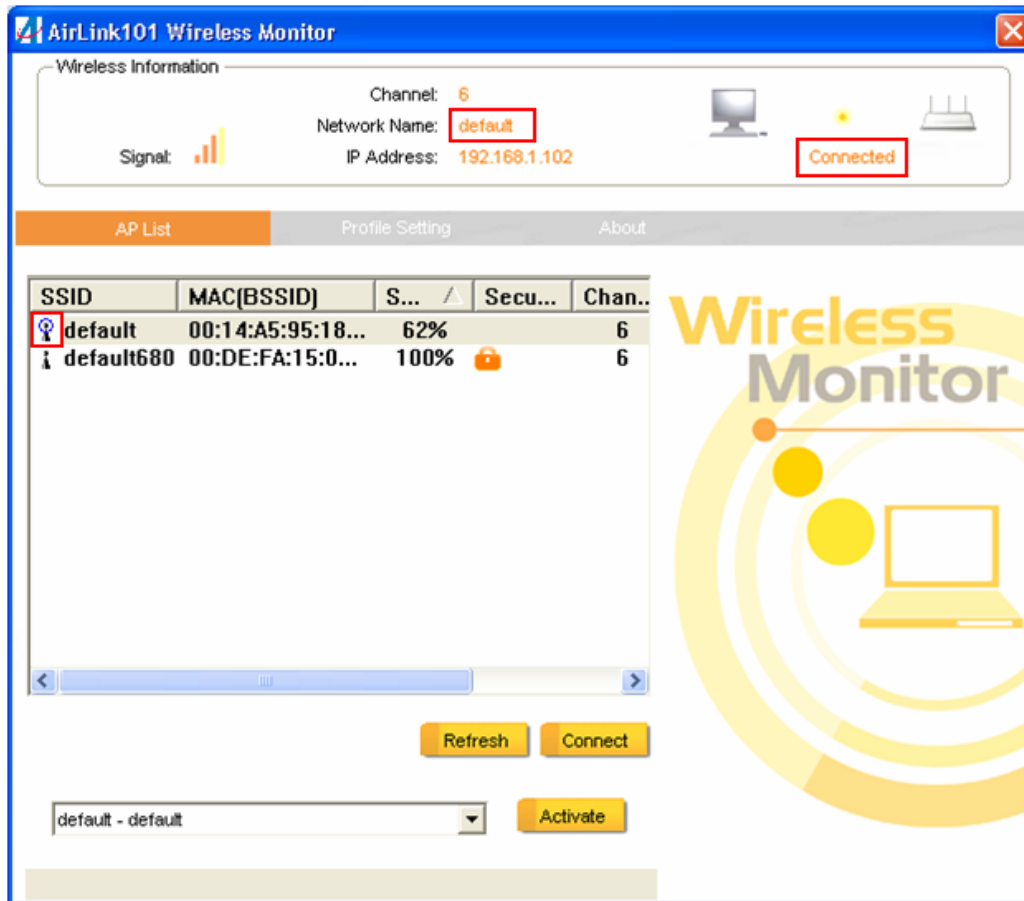 AirLink101 Wireless Monitor
Wireless Information
Channel: 6
Network Name: default
Signal: IP Address: 192.168.1.102
Connected
AP List Profile Setting About
SSID MAC(BSSID) S... Secu... Chan..
default 00:14:A5:95:18... 62% 6
default680 00:DE:FA:15:0... 100% 6
Wireless
Monitor
Refresh Connect
default - default Activate